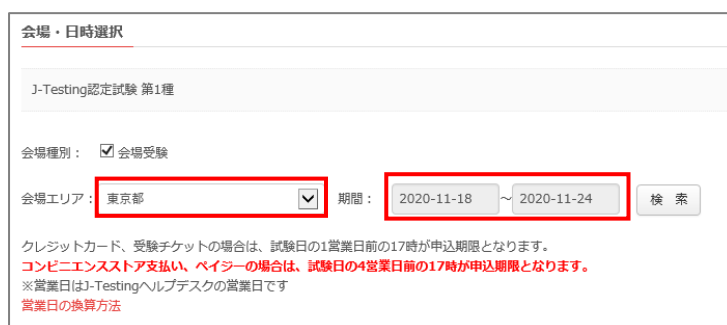 会場・日時選択
J-Testing認定試験 第1種
会場種別： 会場受験
会場エリア： 東京都 期間： 2020-11-18 ～ 2020-11-24 検 索
クレジットカード、受験チケットの場合は、試験日の1営業日前の17時が申込期限となります。
コンビニエンスストア支払い、ペイジーの場合は、試験日の4営業日前の17時が申込期限となります。
※営業日はJ-Testingヘルプデスクの営業日です
営業日の換算方法